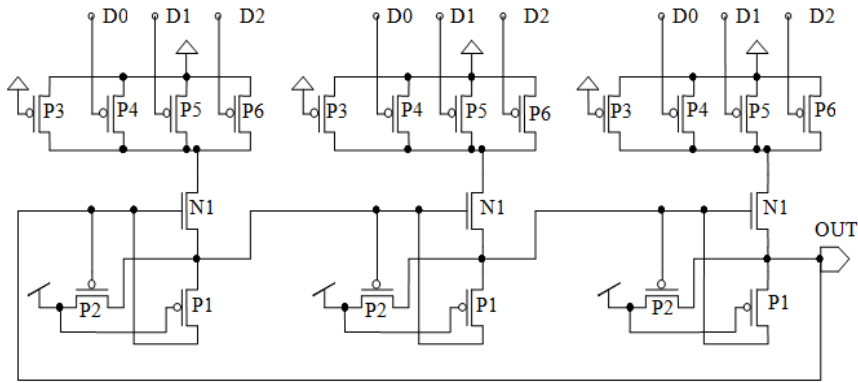 D0 D1 D2 D0 D1 D2 D0 D1 D2
P3 P4 P5 P6 P3 P4 P5 P6 P3 P4 P5 P6
N1 N1 N1
OUT
P2 P1 P2 P1 P2 P1